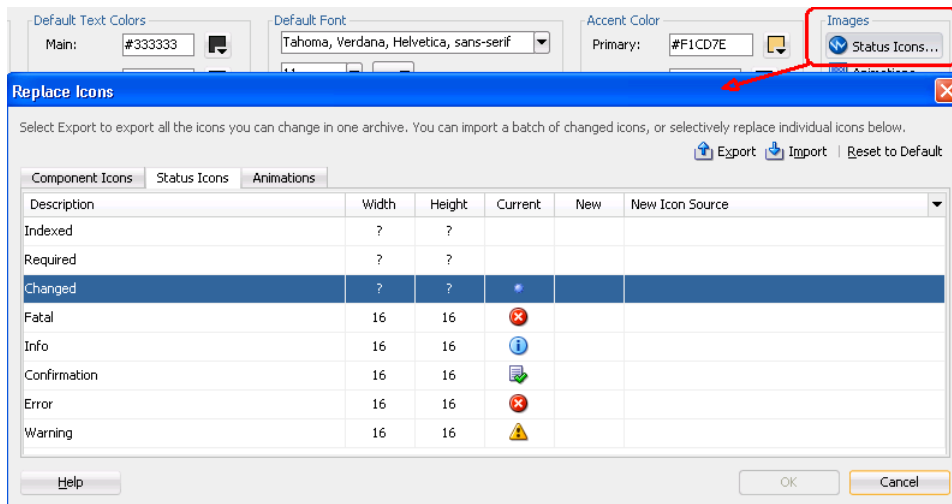 Default Text Colors Default Font Accent Color Images
Main: #333333 Tahoma, Verdana, Helvetica, sans-serif Primary: #F1CD7E Status Icons...
Replace Icons
Select Export to export all the icons you can change in one archive. You can import a batch of changed icons, or selectively replace individual icons below.
Export Import | Reset to Default
Component Icons Status Icons Animations
Description Width Height Current New New Icon Source
Indexed ? ?
Required ? ?
Changed ? ?
Fatal 16 16
Info 16 16
Confirmation 16 16
Error 16 16
Warning 16 16
Help OK Cancel